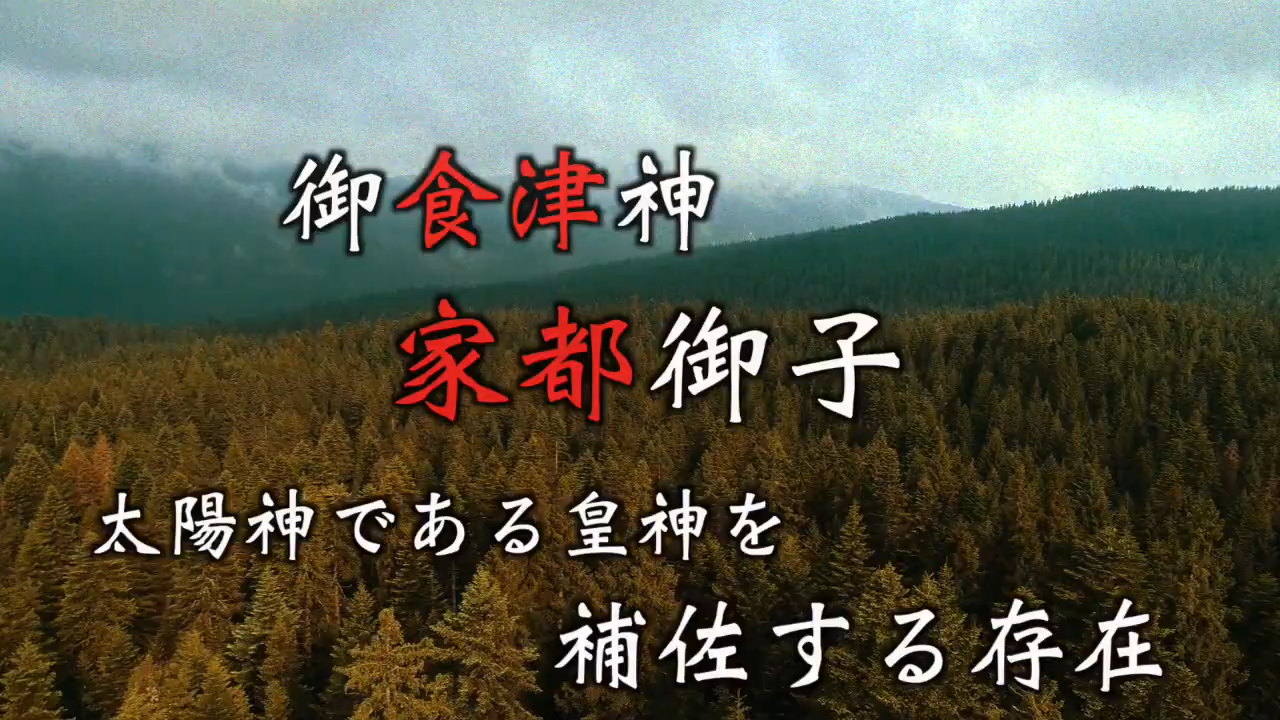 御食津神
家都御子
太陽神である皇神を
補佐する存在